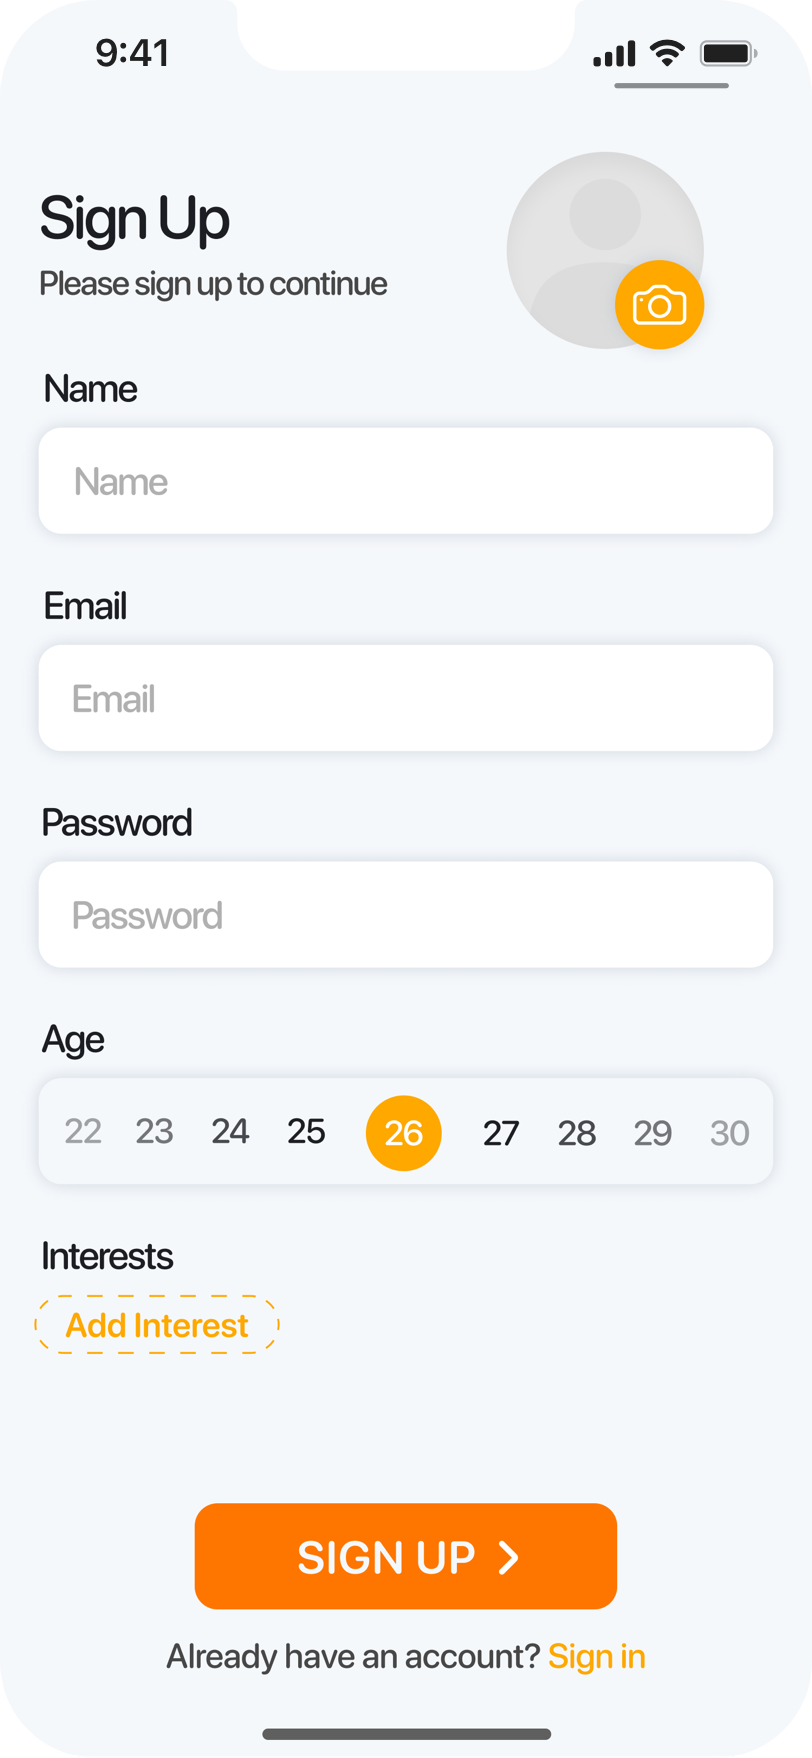 9:41
Sign Up
Please sign up to continue
Name
Name
Email
Email
Password
Password
Age
22 23 24 25 26 27 28 29 30
Interests
Add Interest
SIGN UP
Already have an account? Sign in